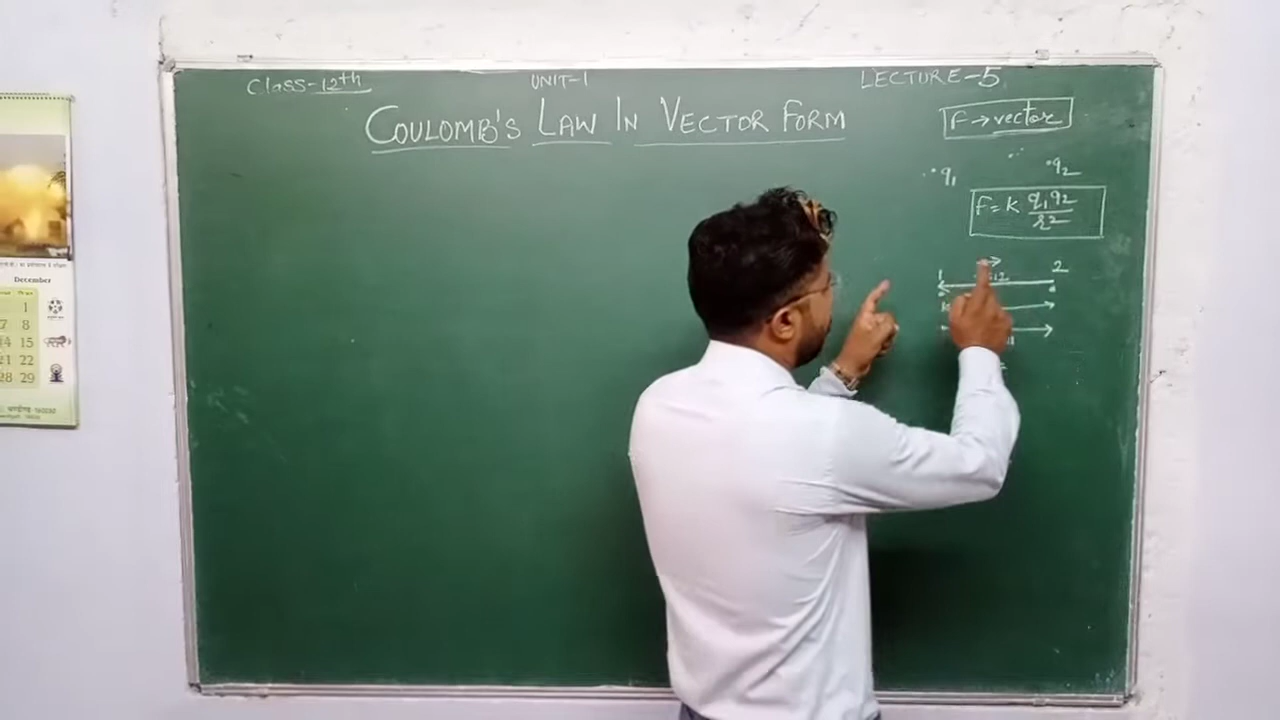 Class-12th
UNIT-1
LECTURE-5
COULOMB'S LAW IN VECTOR FORM
F → vector
q₁
q₂
F = K q₁q₂/r²
1
2
12
December
1
7 8
14 15
21 22
28 29